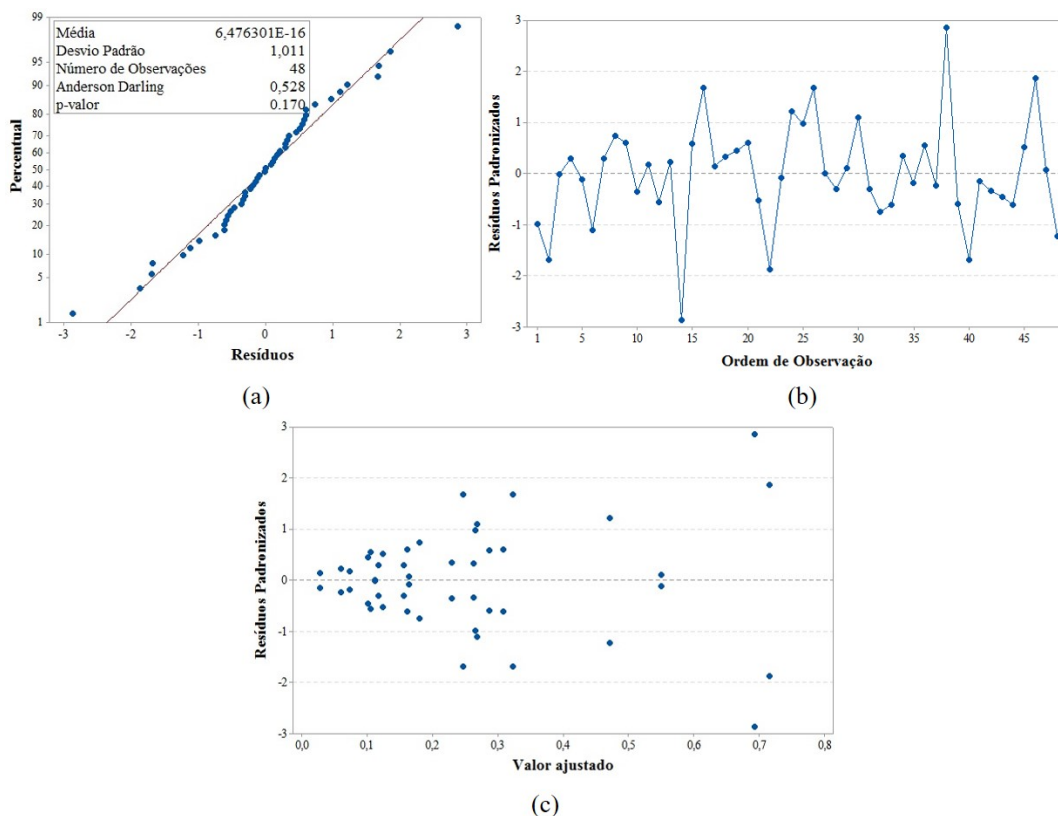 99
95
90
80
70
60
50
40
30
20
10
5
1
Percentual
Média 6,476301E-16
Desvio Padrão 1,011
Número de Observações 48
Anderson Darling 0,528
p-valor 0.170
-3 -2 -1 0 1 2 3
Resíduos
(a)
3
2
1
0
-1
-2
-3
Resíduos Padronizados
1 5 10 15 20 25 30 35 40 45
Ordem de Observação
(b)
3
2
1
0
-1
-2
-3
Resíduos Padronizados
0,0 0,1 0,2 0,3 0,4 0,5 0,6 0,7 0,8
Valor ajustado
(c)